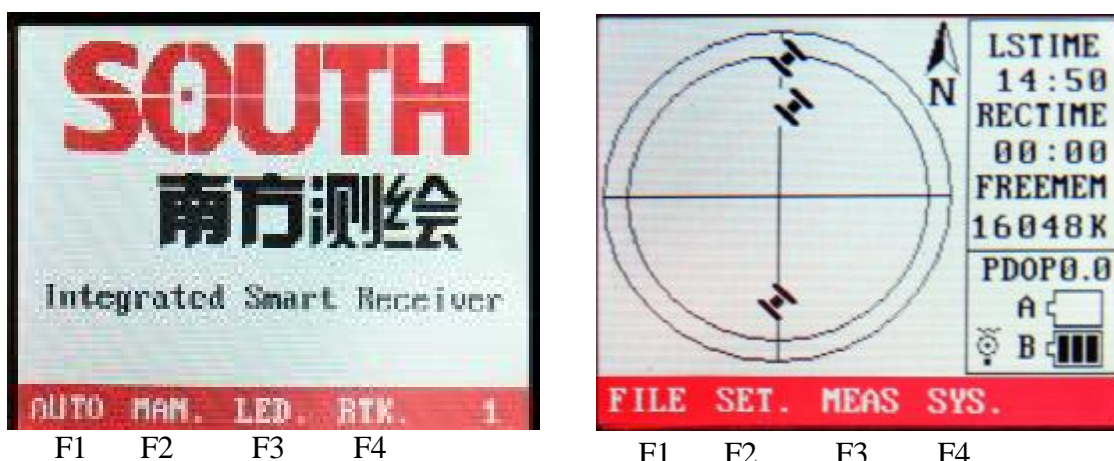 SOUTH
南方测绘
Integrated Smart Receiver
AUTO MAN. LED. RTK. 1
F1 F2 F3 F4
N
LSTIME
14:50
RECTIME
00:00
FREEMEM
16048K
PDOP0.0
A
B
FILE SET. MEAS SYS.
F1 F2 F3 F4